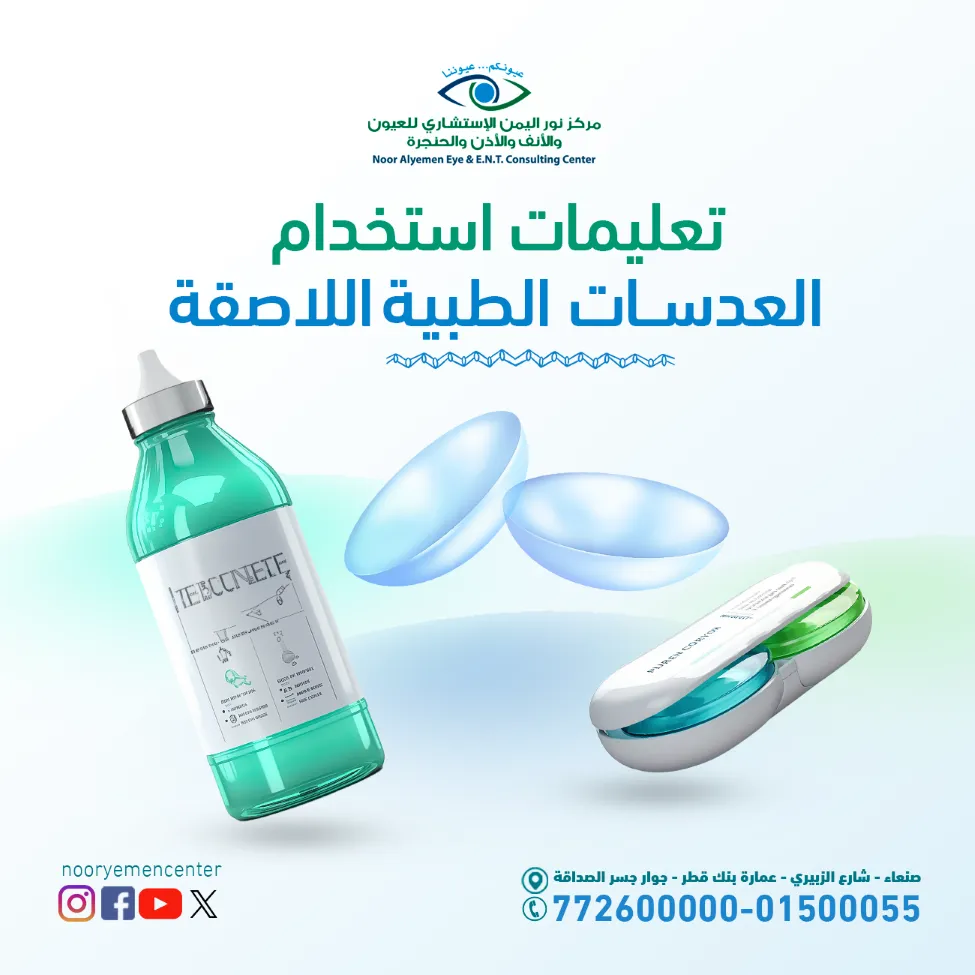 عيونكم... عيوننا
مركز نور اليمن الإستشاري للعيون
والأنف والأذن والحنجرة
Noor Alyemen Eye & E.N.T. Consulting Center
تعليمات استخدام
العدسات الطبية اللاصقة
nooryemencenter
صنعاء - شارع الزبيري - عمارة بنك قطر - جوار جسر الصداقة
772600000-01500055